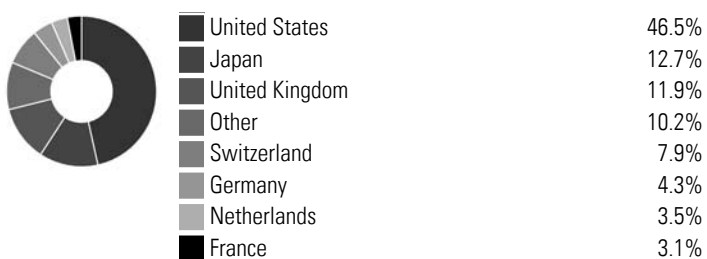 United States 46.5%
Japan 12.7%
United Kingdom 11.9%
Other 10.2%
Switzerland 7.9%
Germany 4.3%
Netherlands 3.5%
France 3.1%